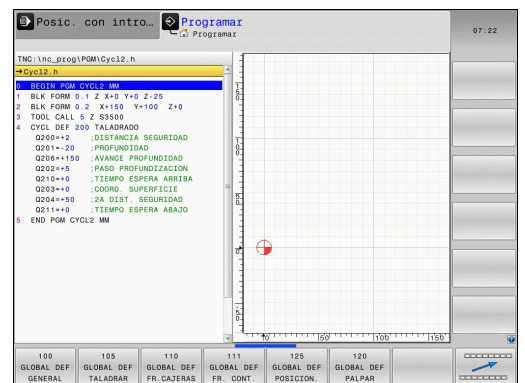 Posic. con intro... Programar
Programar
07:22
TNC:\nc_prog\PGM\Cycl2.h
→Cycl2.h
0 BEGIN PGM CYCL2 MM
1 BLK FORM 0.1 Z X+0 Y+0 Z-25
2 BLK FORM 0.2 X+150 Y+100 Z+0
3 TOOL CALL 5 Z S3500
4 CYCL DEF 200 TALADRADO
Q200=+2 ;DISTANCIA SEGURIDAD
Q201=-20 ;PROFUNDIDAD
Q206=+150 ;AVANCE PROFUNDIDAD
Q202=+5 ;PASO PROFUNDIZACION
Q210=+0 ;TIEMPO ESPERA ARRIBA
Q203=+0 ;COORD. SUPERFICIE
Q204=+50 ;2A DIST. SEGURIDAD
Q211=+0 ;TIEMPO ESPERA ABAJO
5 END PGM CYCL2 MM
0 50 100 150
100 GLOBAL DEF GENERAL
105 GLOBAL DEF TALADRAR
110 GLOBAL DEF FR.CAJERAS
111 GLOBAL DEF FR. CONT.
125 GLOBAL DEF POSICION.
120 GLOBAL DEF PALPAR